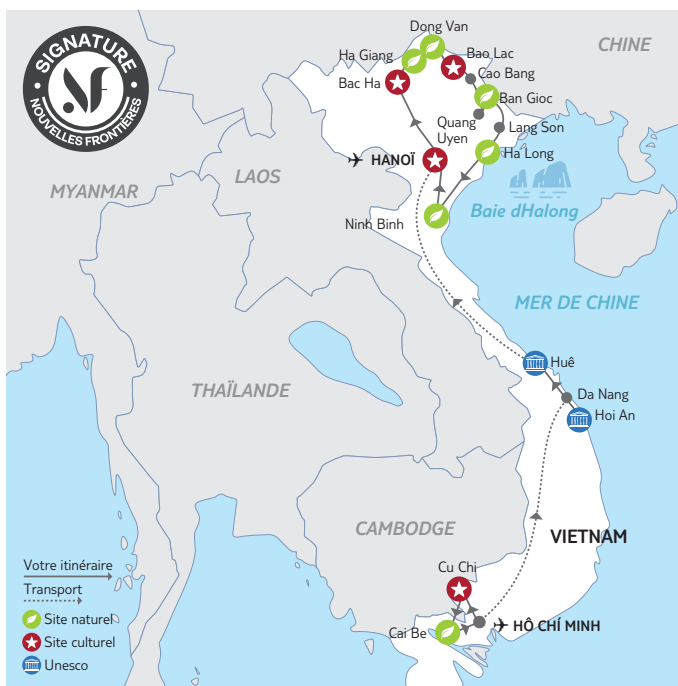 SIGNATURE
NF
NOUVELLES FRONTIÈRES
Dong Van
Ha Giang
Bao Lac
CHINE
Bac Ha
Cao Bang
Ban Gioc
Quang
Uyen
Lang Son
HANOÏ
Ha Long
LAOS
MYANMAR
Baie dHalong
Ninh Binh
MER DE CHINE
Huê
THAÏLANDE
Da Nang
Hoi An
CAMBODGE
VIETNAM
Votre itinéraire
Cu Chi
Transport
Site naturel
Cai Be
HÔ CHÍ MINH
Site culturel
Unesco